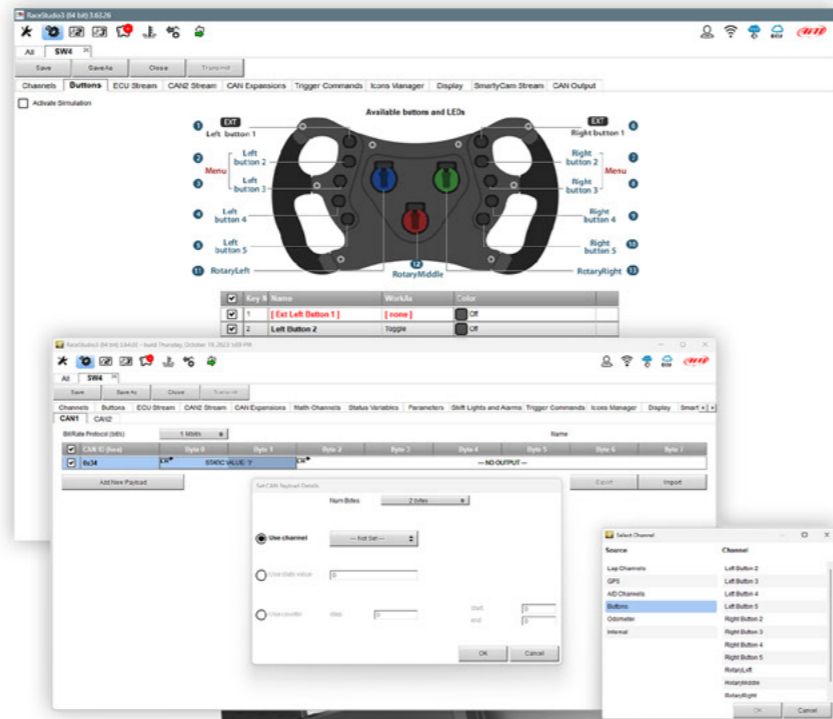 RaceStudio3 (64 bit) 3.63.26
All SW4
Save Save As Close Transmit
Channels Buttons ECU Stream CAN2 Stream CAN Expansions Trigger Commands Icons Manager Display SmartyCam Stream CAN Output
Activate Simulation
Available buttons and LEDs
1 EXT
Left button 1
EXT 6
Right button 1
2 Left button 2
Menu
3 Left button 3
Right button 2 7
Menu
Right button 3 8
4 Left button 4
Right button 4 9
5 Left button 5
Right button 5 10
11 RotaryLeft
12
RotaryMiddle
RotaryRight 13
Key N Name WorkAs Color
1 [ Ext Left Button 1 ] [ none ] Off
2 Left Button 2 Toggle Off
All SW4
Save Save As Close Transmit
Channels Buttons ECU Stream CAN2 Stream CAN Expansions Math Channels Status Variables Parameters Shift Lights and Alarms Trigger Commands Icons Manager Display
CAN1 CAN2
BitRate Protocol (bit/s) 1 Mbit/s Name
CAN ID (hex) Byte 0 Byte 1 Byte 2 Byte 3 Byte 4 Byte 5 Byte 6 Byte 7
0x34 --- NO OUTPUT ---
Add New Payload Export Import
Set CAN Payload Details
Num Bytes 2 bytes
Use channel --- Not Set ---
Use static value 0
Use counter step 0 start 0
end 0
OK Cancel
Select Channel
Source Channel
Lap Channels Left Button 2
GPS Left Button 3
A/D Channels Left Button 4
Buttons Left Button 5
Odometer Right Button 2
Internal Right Button 3
Right Button 4
Right Button 5
RotaryLeft
RotaryMiddle
RotaryRight
OK Cancel